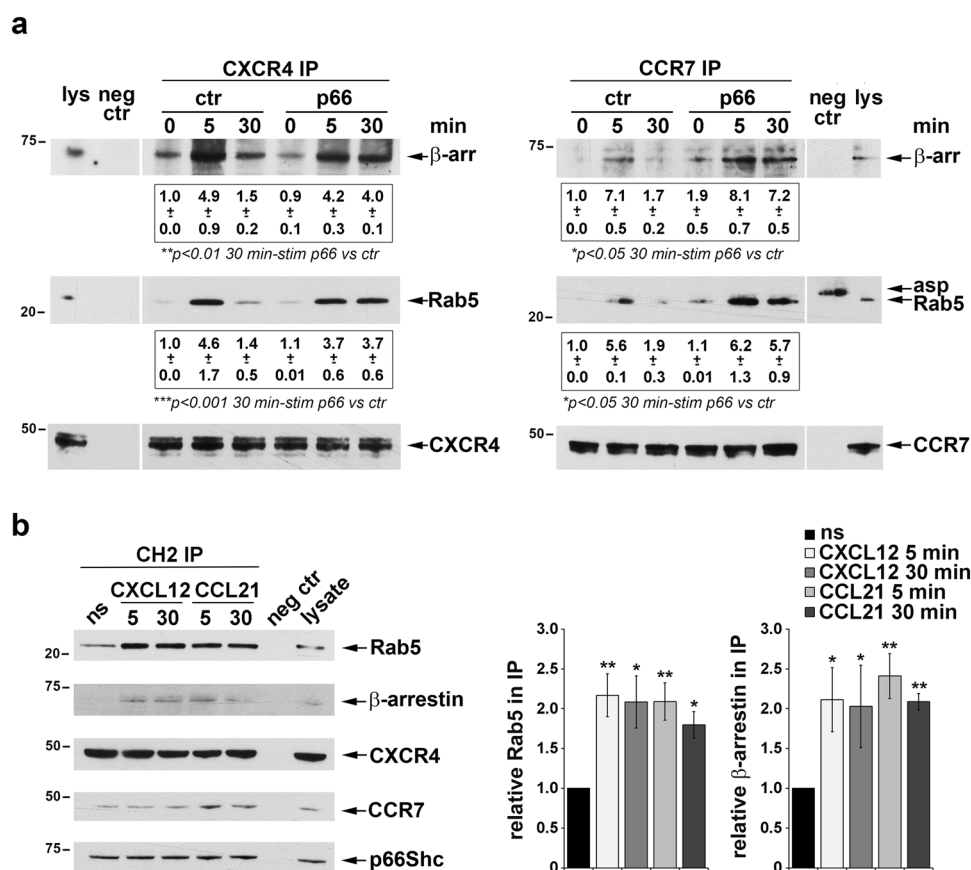 a
CXCR4 IP
CCR7 IP
lys neg ctr ctr p66
ctr p66 neg ctr lys
0 5 30 0 5 30 min
0 5 30 0 5 30 min
75
β-arr
75
β-arr
1.0 4.9 1.5 0.9 4.2 4.0
± ± ± ± ± ±
0.0 0.9 0.2 0.1 0.3 0.1
1.0 7.1 1.7 1.9 8.1 7.2
± ± ± ± ± ±
0.0 0.5 0.2 0.5 0.7 0.5
**p<0.01 30 min-stim p66 vs ctr
*p<0.05 30 min-stim p66 vs ctr
20
Rab5
20
asp
Rab5
1.0 4.6 1.4 1.1 3.7 3.7
± ± ± ± ± ±
0.0 1.7 0.5 0.01 0.6 0.6
1.0 5.6 1.9 1.1 6.2 5.7
± ± ± ± ± ±
0.0 0.1 0.3 0.01 1.3 0.9
***p<0.001 30 min-stim p66 vs ctr
*p<0.05 30 min-stim p66 vs ctr
50
CXCR4
50
CCR7
b
CH2 IP
ns CXCL12 CCL21 neg ctr lysate
5 30 5 30
20
Rab5
75
β-arrestin
50
CXCR4
50
CCR7
75
p66Shc
ns
CXCL12 5 min
CXCL12 30 min
CCL21 5 min
CCL21 30 min
relative Rab5 in IP
3.0
2.5
2.0
1.5
1.0
0.5
0
** * ** *
relative β-arrestin in IP
3.0
2.5
2.0
1.5
1.0
0.5
0
* * ** **